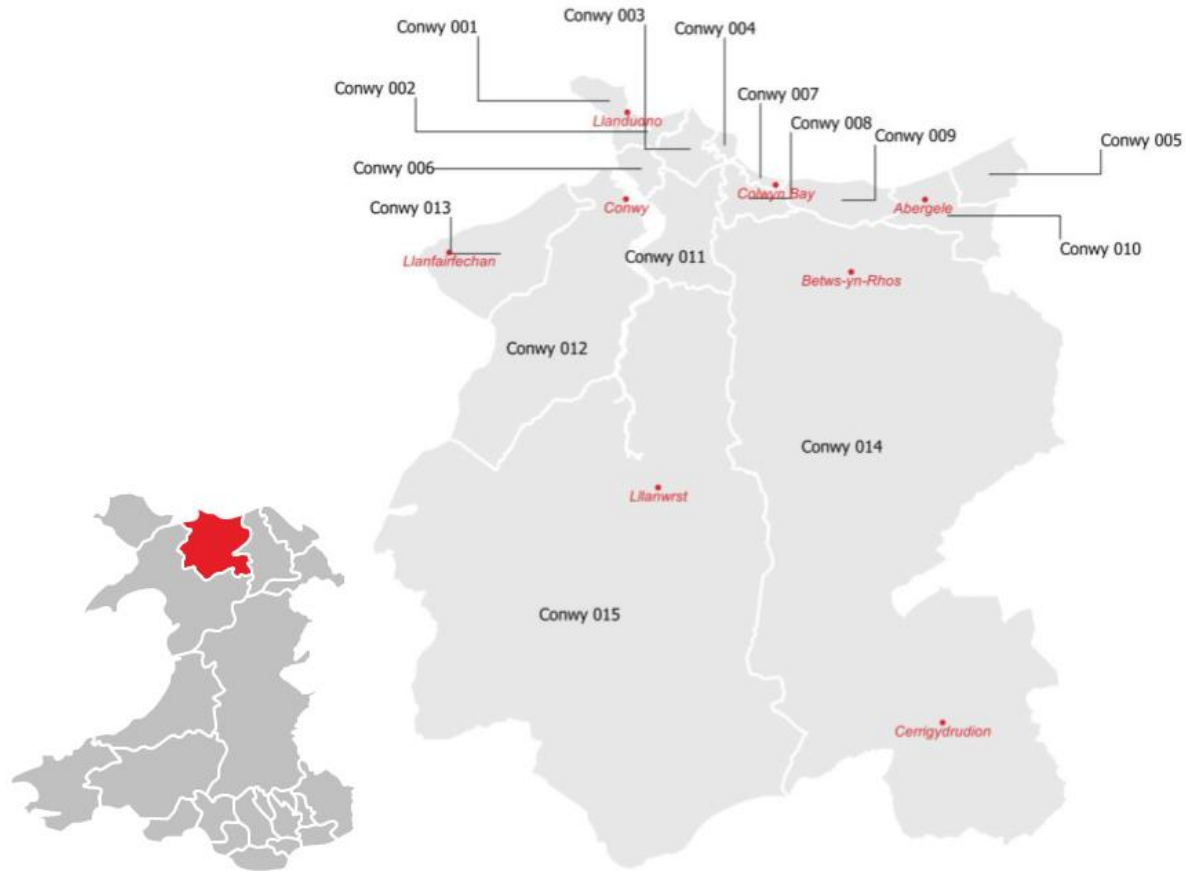 Conwy 003
Conwy 001
Conwy 004
Conwy 002
Conwy 007
Llanduono
Conwy 008
Conwy 009
Conwy 005
Conwy 006
Colwyn Bay
Conwy 013
Conwy
Abergele
Conwy 010
Llanfairfechan
Conwy 011
Betws-yn-Rhos
Conwy 012
Conwy 014
Lllanwrst
Conwy 015
Cerrigydrudion